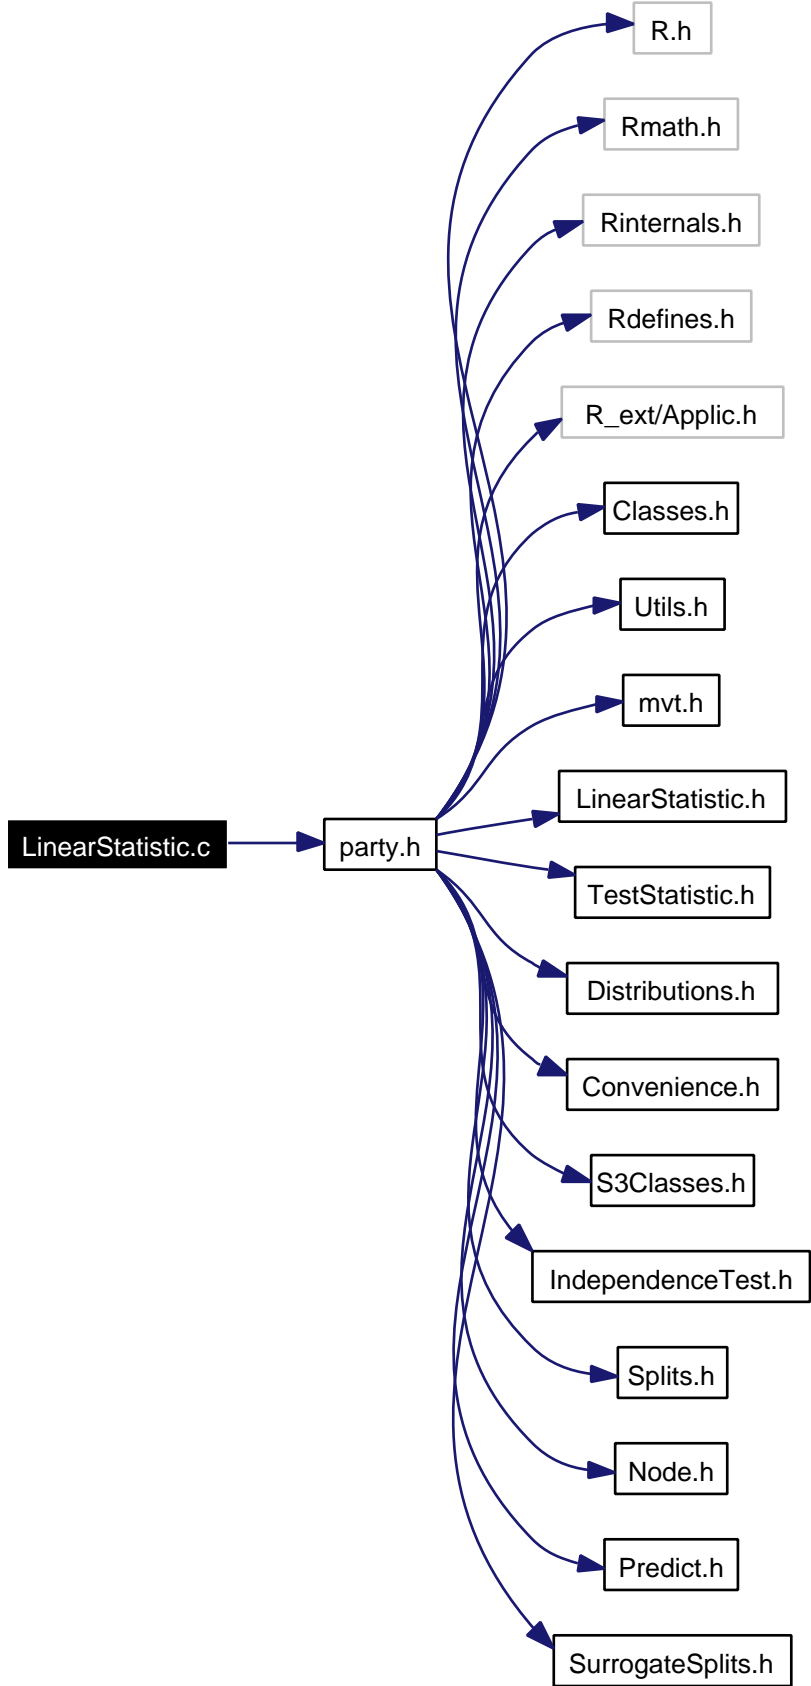 R.h
Rmath.h
Rinternals.h
Rdefines.h
R_ext/Applic.h
Classes.h
Utils.h
mvt.h
LinearStatistic.h
LinearStatistic.c
party.h
TestStatistic.h
Distributions.h
Convenience.h
S3Classes.h
IndependenceTest.h
Splits.h
Node.h
Predict.h
SurrogateSplits.h